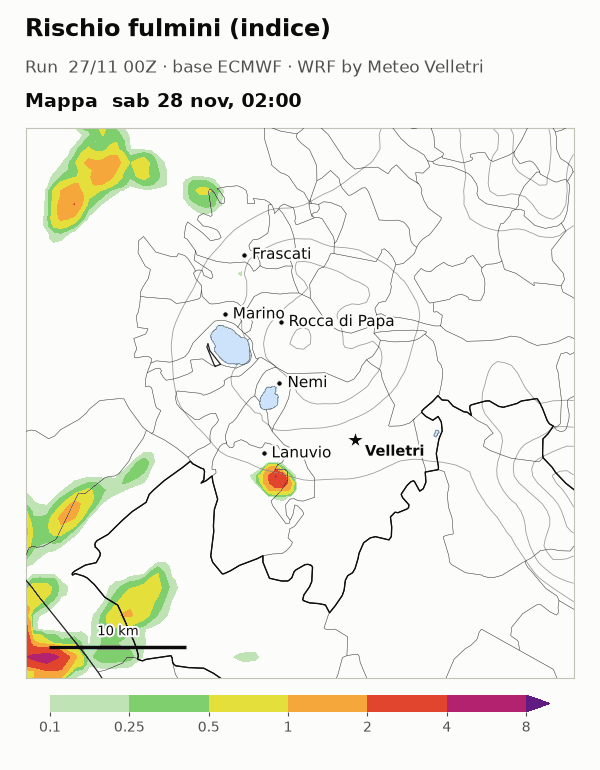 Rischio fulmini (indice)
Run  27/11 00Z · base ECMWF · WRF by Meteo Velletri
Mappa  sab 28 nov, 02:00
Frascati
Marino
Rocca di Papa
Nemi
Lanuvio
Velletri
10 km
0.1 0.25 0.5 1 2 4 8